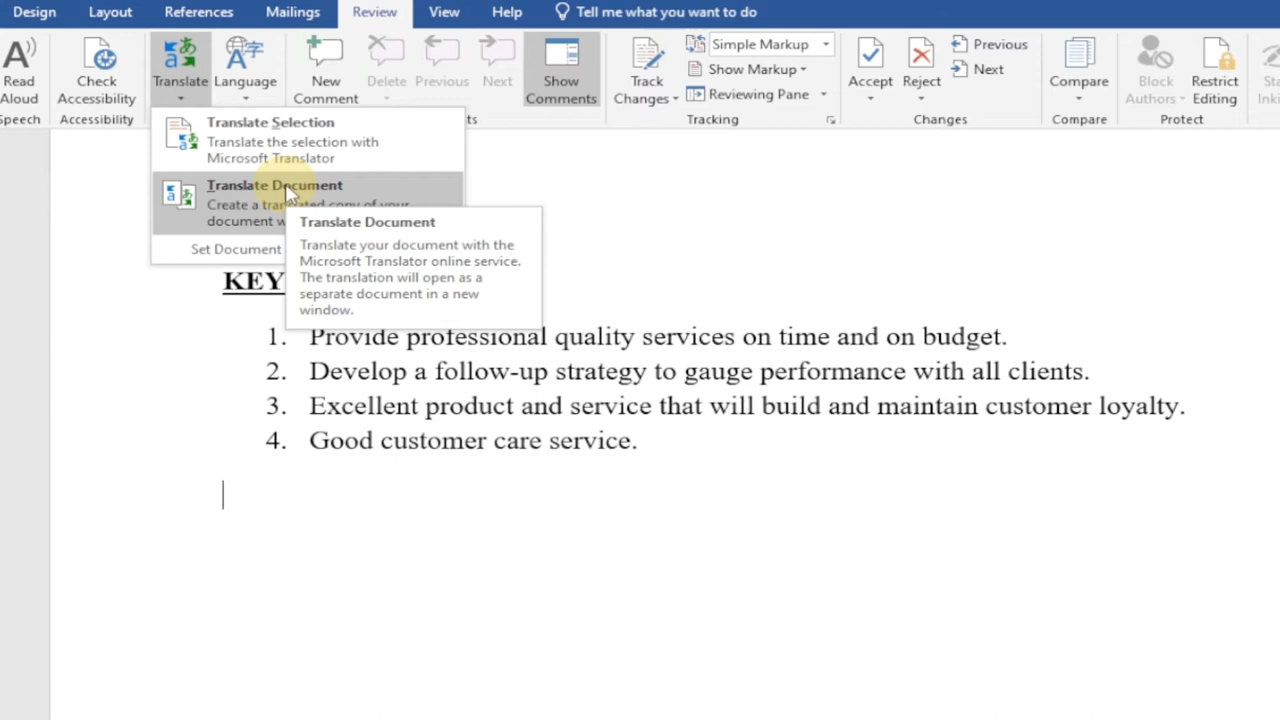 Design Layout References Mailings Review View Help Tell me what you want to do
Read Aloud
Check Accessibility
Translate
Language
New Comment
Delete
Previous
Next
Show Comments
Track Changes
Simple Markup
Show Markup
Reviewing Pane
Accept
Reject
Previous
Next
Compare
Block Authors
Restrict Editing
Speech Accessibility Tracking Changes Compare Protect
Translate Selection
Translate the selection with
Microsoft Translator
Translate Document
Create a translated copy of your
document
Set Document
Translate Document
Translate your document with the
Microsoft Translator online service.
The translation will open as a
separate document in a new
window.
KEY
1. Provide professional quality services on time and on budget.
2. Develop a follow-up strategy to gauge performance with all clients.
3. Excellent product and service that will build and maintain customer loyalty.
4. Good customer care service.